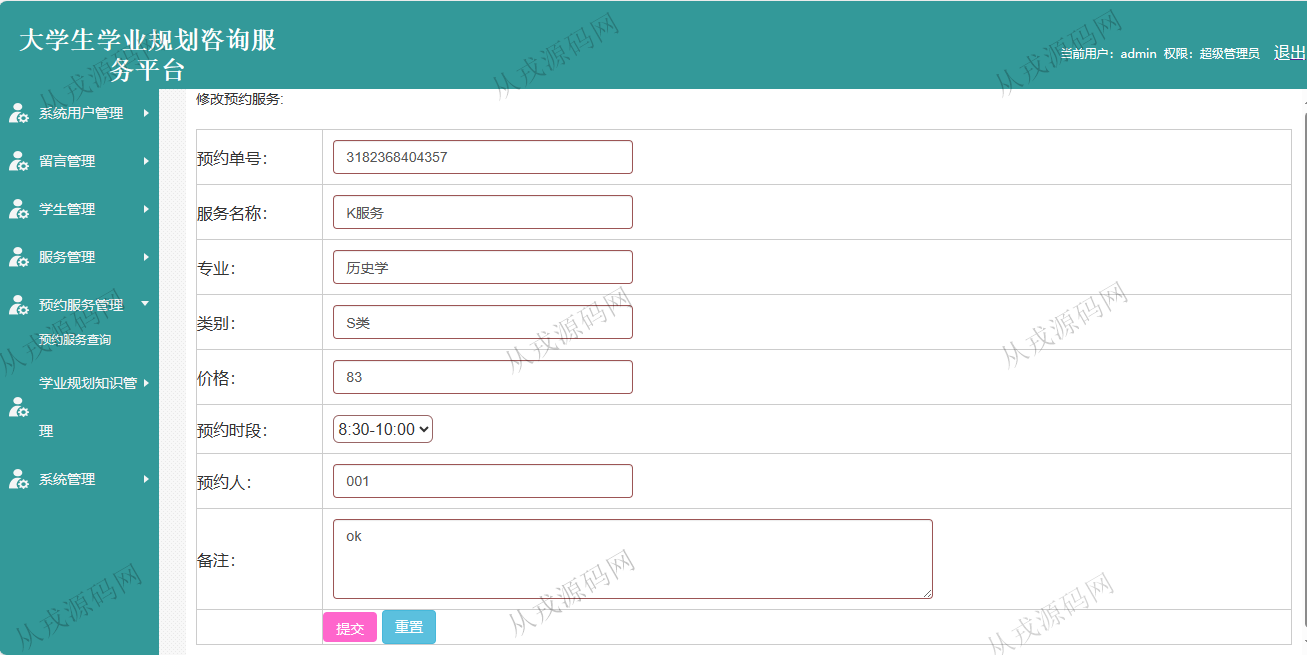 大学生学业规划咨询服
务平台
当前用户：admin 权限：超级管理员 退出
系统用户管理
留言管理
学生管理
服务管理
预约服务管理
预约服务查询
学业规划知识管
理
系统管理
修改预约服务:
预约单号： 3182368404357
服务名称： K服务
专业： 历史学
类别： S类
价格： 83
预约时段： 8:30-10:00
预约人： 001
备注： ok
提交 重置
从戎源码网
从戎源码网
从戎源码网
从戎源码网
从戎源码网
从戎源码网
从戎源码网
从戎源码网
从戎源码网